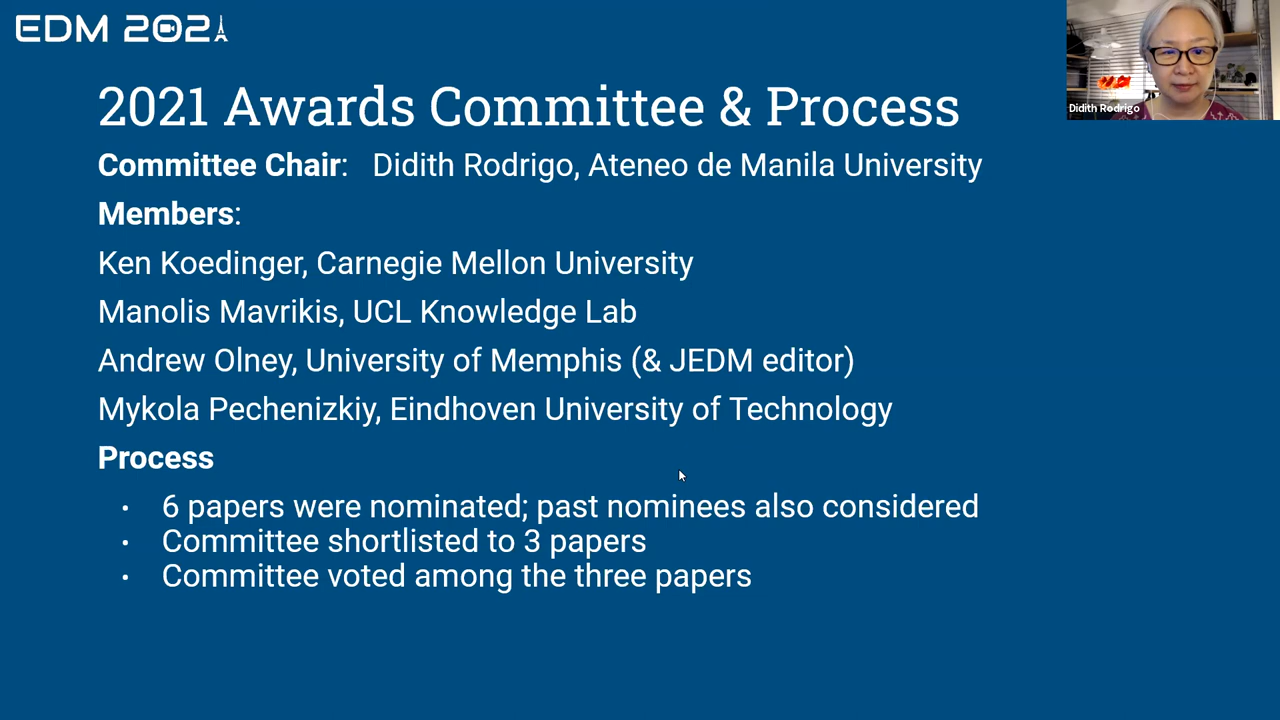 EDM 2021
Didith Rodrigo
2021 Awards Committee & Process
Committee Chair: Didith Rodrigo, Ateneo de Manila University
Members:
Ken Koedinger, Carnegie Mellon University
Manolis Mavrikis, UCL Knowledge Lab
Andrew Olney, University of Memphis (& JEDM editor)
Mykola Pechenizkiy, Eindhoven University of Technology
Process
· 6 papers were nominated; past nominees also considered
· Committee shortlisted to 3 papers
· Committee voted among the three papers